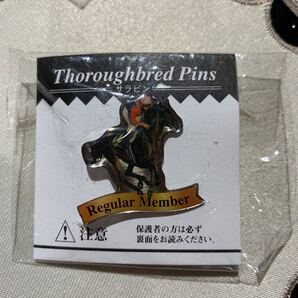 Thoroughbred Pins
サラピン
Regular Member
注意
保護者の方は必ず
裏面をお読みください。